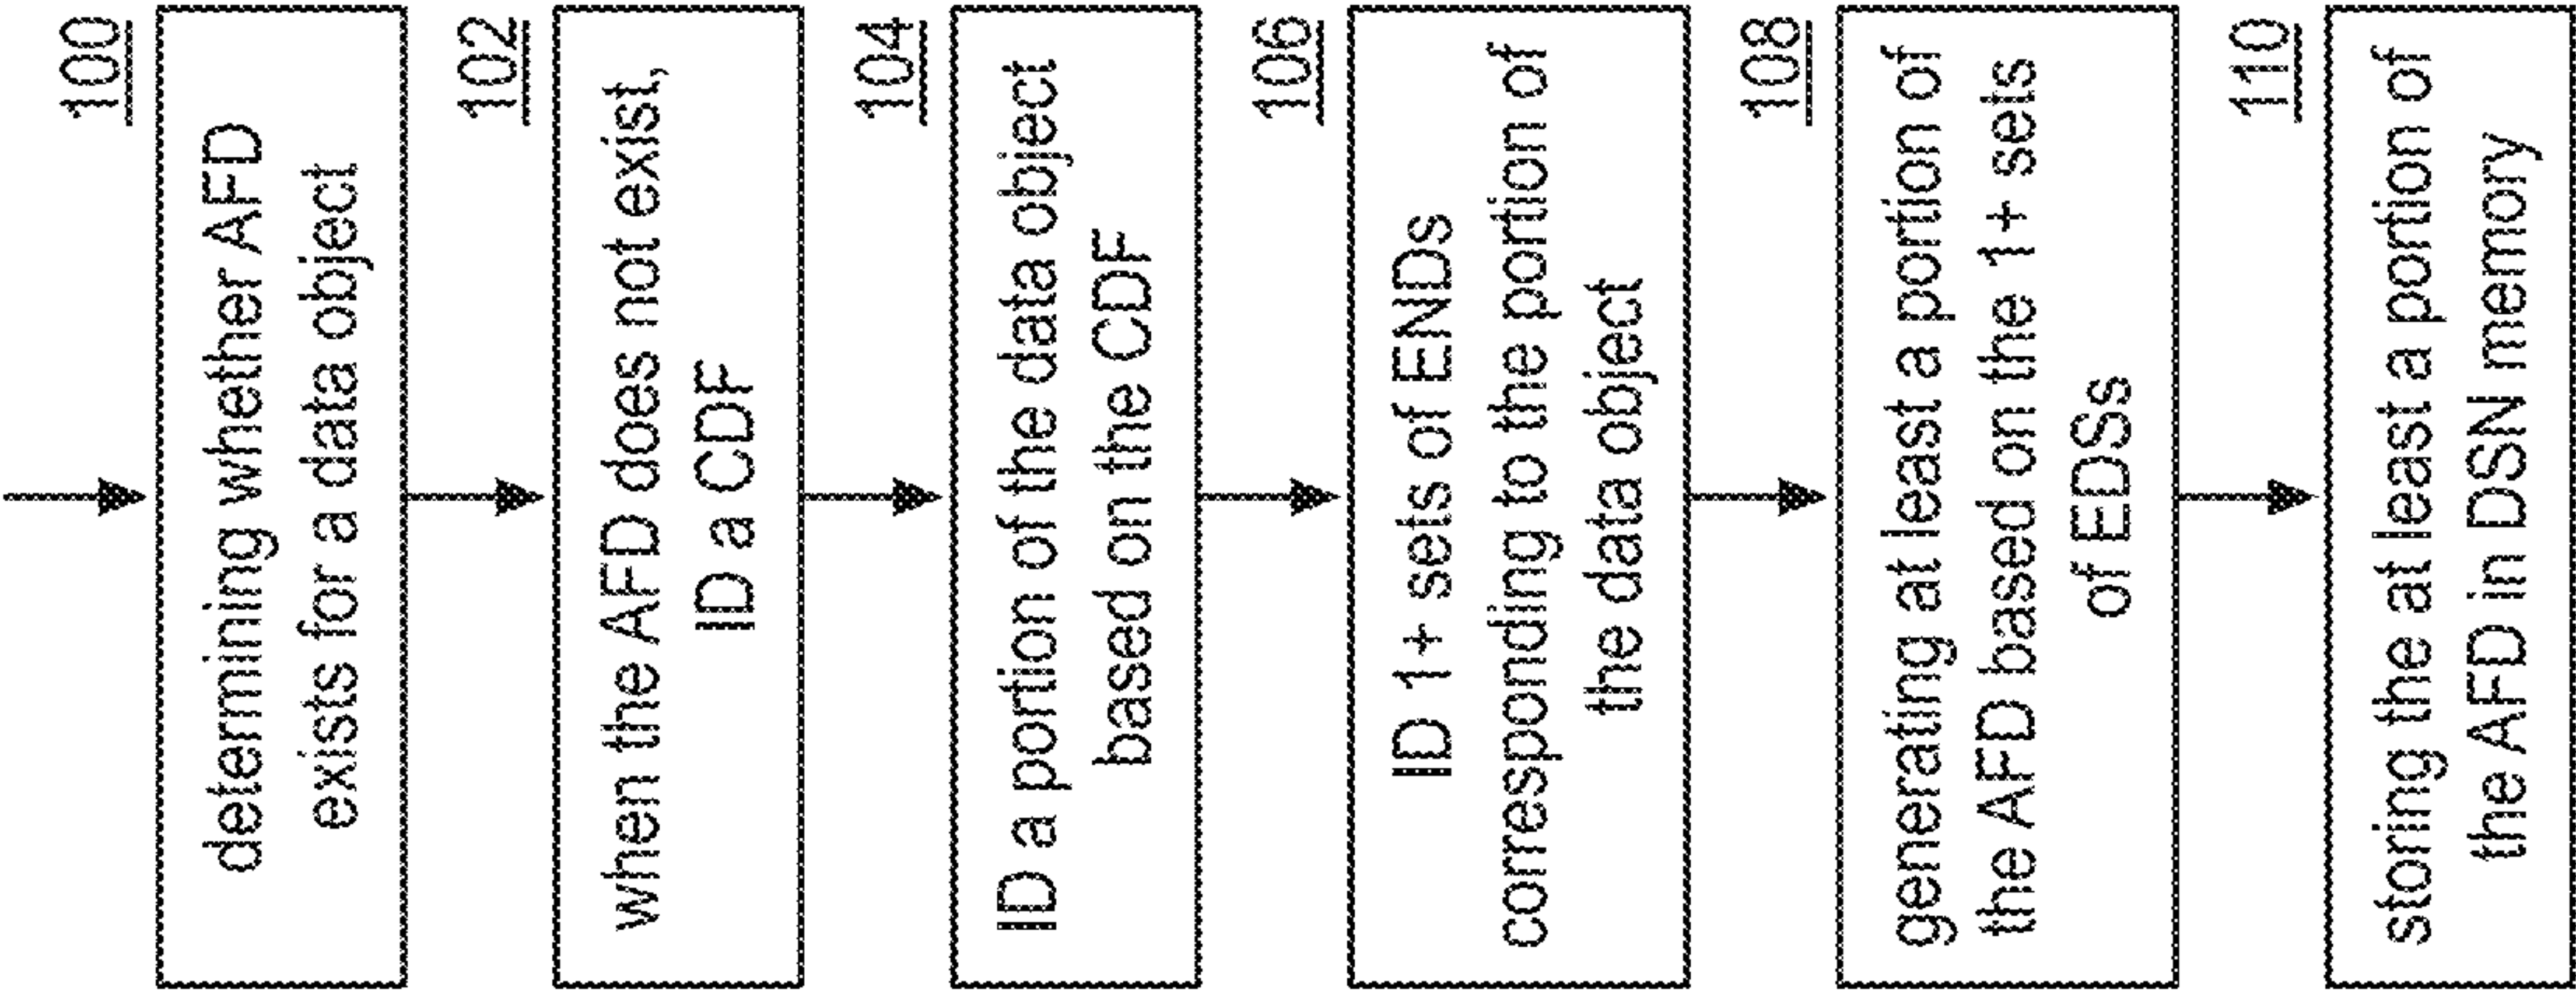 100
determining whether AFD
exists for a data object
102
when the AFD does not exist,
ID a CDF
104
ID a portion of the data object
based on the CDF
106
ID 1+ sets of ENDs
corresponding to the portion of
the data object
108
generating at least a portion of
the AFD based on the 1+ sets
of EDSs
110
storing the at least a portion of
the AFD in DSN memory